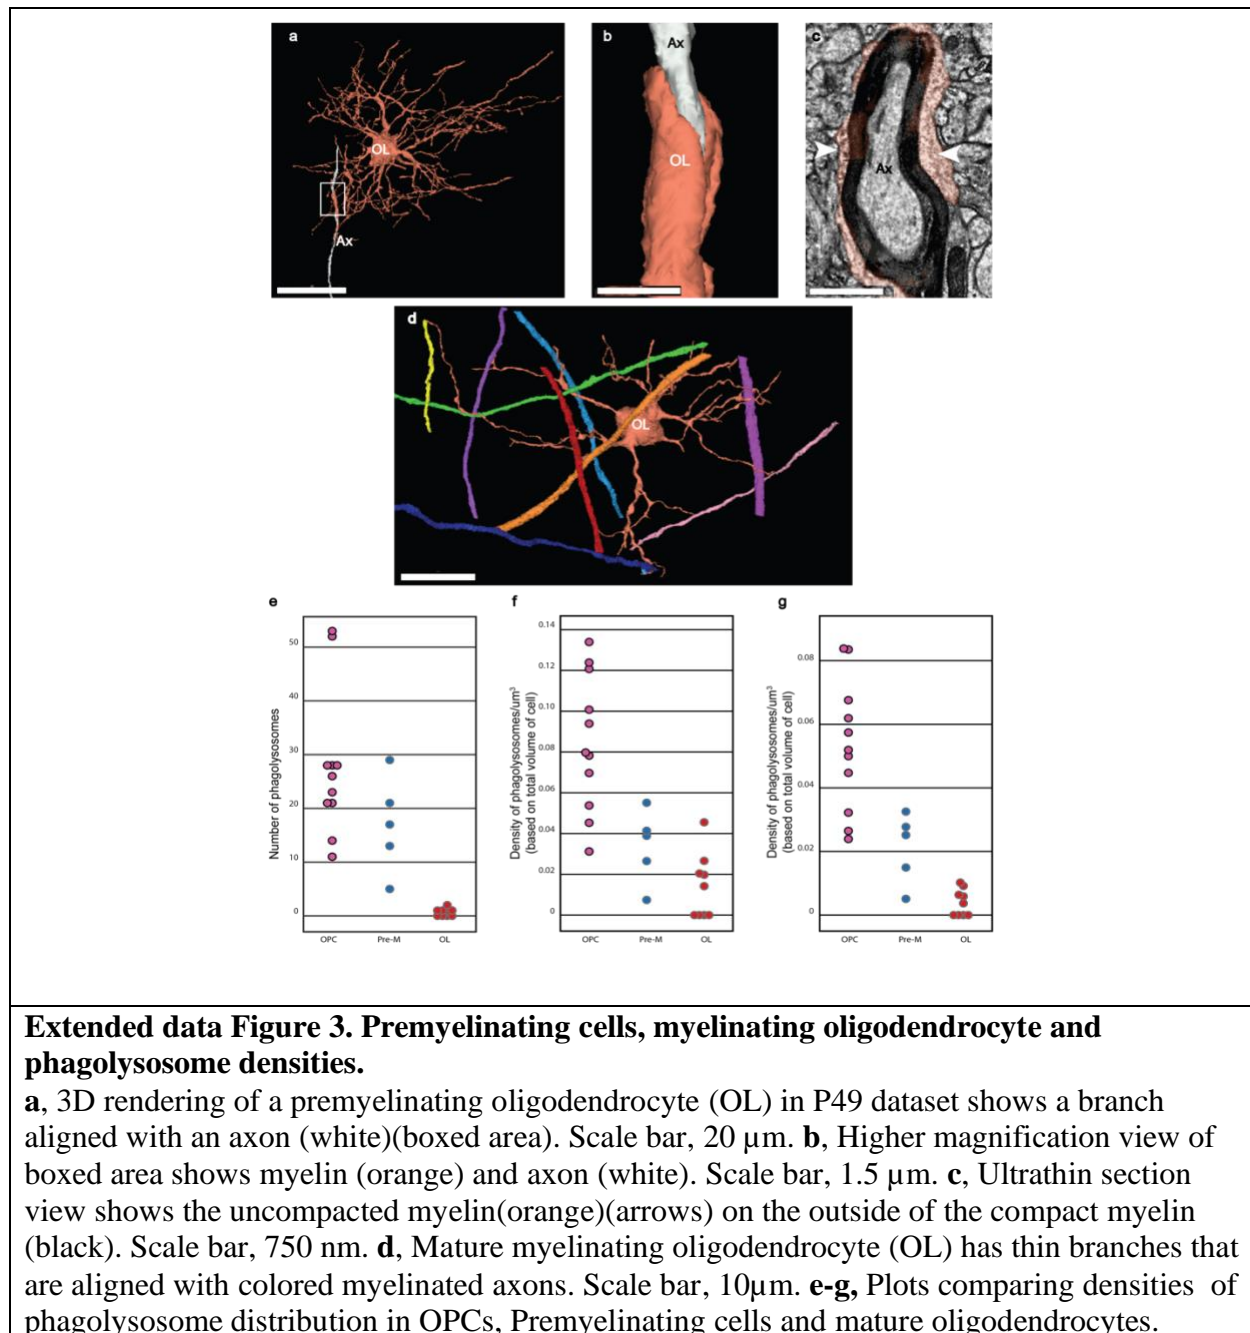 a
OL
Ax
b
Ax
OL
c
Ax
d
OL
e
Number of phagolysosomes
50
40
30
20
10
0
OPC
Pre-M
OL
f
Density of phagolysosomes/um³
(based on total volume of cell)
0.14
0.12
0.10
0.08
0.06
0.04
0.02
0
OPC
Pre-M
OL
g
Density of phagolysosomes/um³
(based on total volume of cell)
0.08
0.06
0.04
0.02
0
OPC
Pre-M
OL
Extended data Figure 3. Premyelinating cells, myelinating oligodendrocyte and
phagolysosome densities.
a, 3D rendering of a premyelinating oligodendrocyte (OL) in P49 dataset shows a branch
aligned with an axon (white)(boxed area). Scale bar, 20 µm. b, Higher magnification view of
boxed area shows myelin (orange) and axon (white). Scale bar, 1.5 µm. c, Ultrathin section
view shows the uncompacted myelin(orange)(arrows) on the outside of the compact myelin
(black). Scale bar, 750 nm. d, Mature myelinating oligodendrocyte (OL) has thin branches that
are aligned with colored myelinated axons. Scale bar, 10µm. e-g, Plots comparing densities of
phagolysosome distribution in OPCs, Premyelinating cells and mature oligodendrocytes.